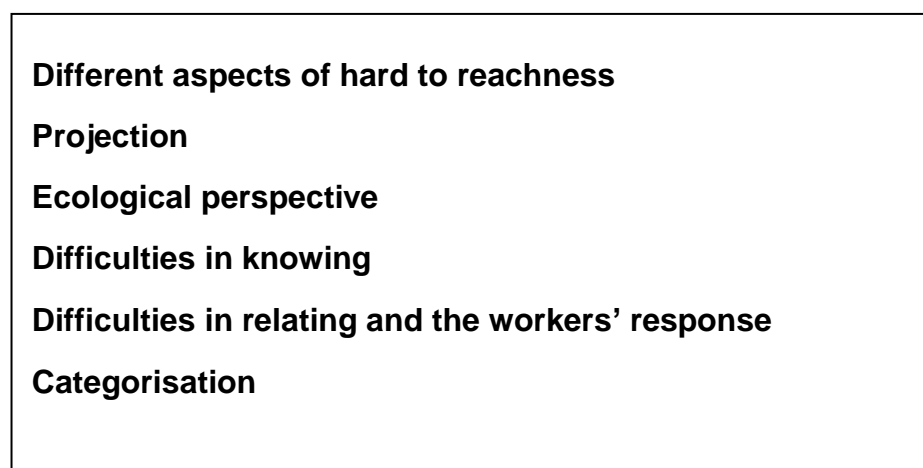 Different aspects of hard to reachness
Projection
Ecological perspective
Difficulties in knowing
Difficulties in relating and the workers’ response
Categorisation